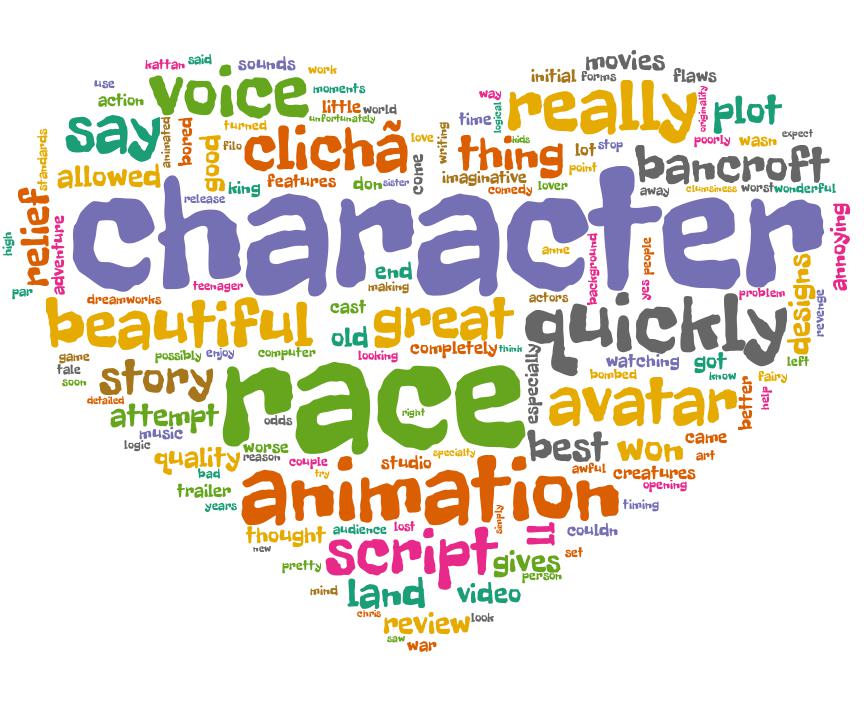 kattan said sounds work
movies
initial forms flaws
use
voice
moments
way
really
originality
plot
action
little world
unfortunately
time
logical
say
animated
bored
turned
filo
clichã
love
writing
kids
thing
lot stop
point
poorly wasn expect
bancroft
standards
allowed
good
king
features
don sister
come
imaginative
comedy lover
away clumsiness worst wonderful
high
relief
adventure
par
release
character
teenager
end
making
anne
background
yes people
annoying
dreamworks
cast
actors
problem
designs
revenge
beautiful
old
great
quickly
looking
completely think
game
possibly enjoy computer
tale
soon
story
race
right
especially
watching got left
bombed know fairy
detailed
attempt
odds
avatar
better
help
music
logic
worse
best won came
art
quality reason couple
try
studio
specialty
awful creatures
opening
bad
trailer
years
animation
simply
timing
thought
new
audience lost
script
II
couldn
pretty
gives
person
set
mind
land
video
chris
review look
saw
war